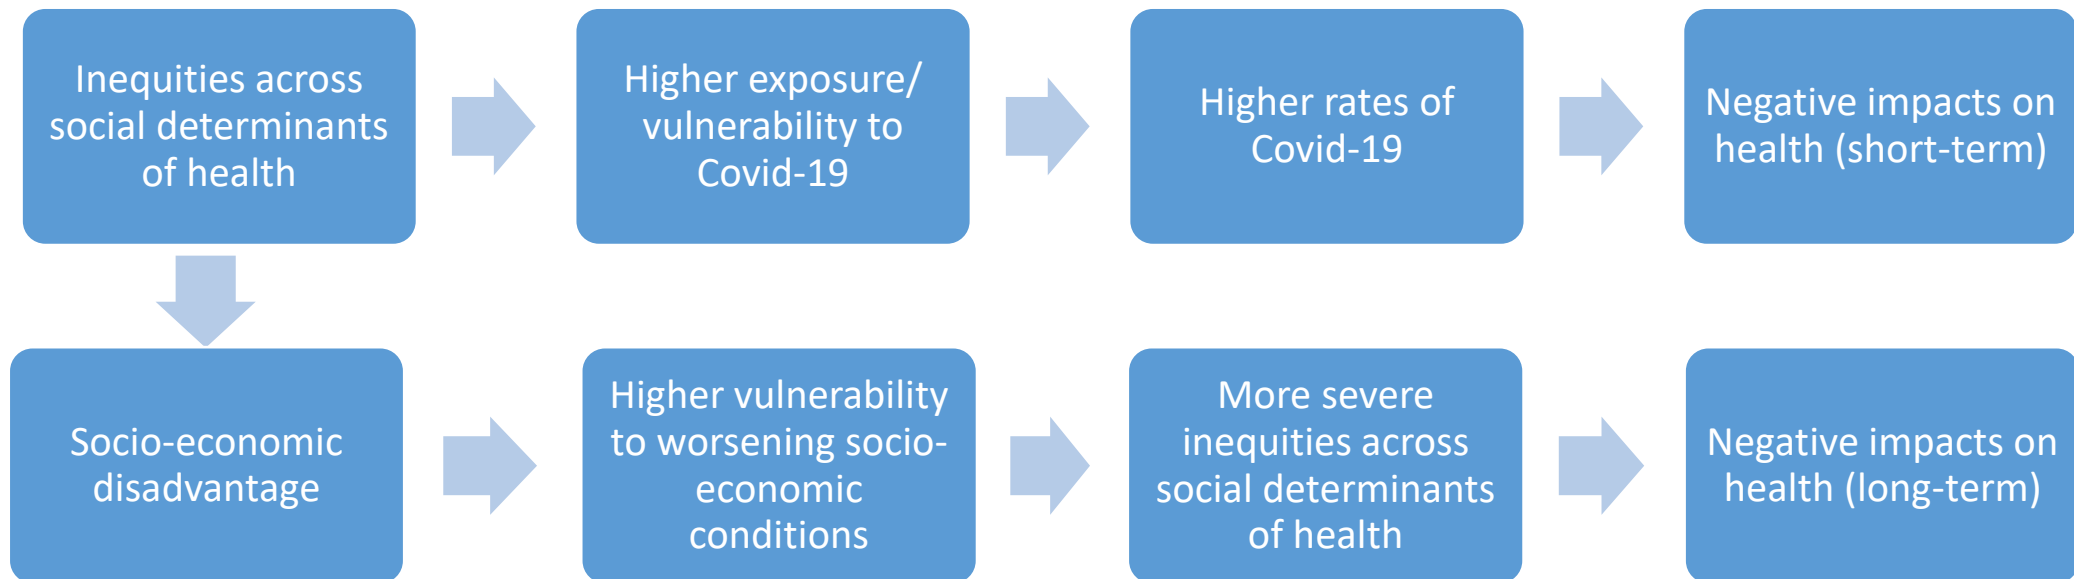 Inequities across
social determinants
of health
Higher exposure/
vulnerability to
Covid-19
Higher rates of
Covid-19
Negative impacts on
health (short-term)
Socio-economic
disadvantage
Higher vulnerability
to worsening socio-
economic
conditions
More severe
inequities across
social determinants
of health
Negative impacts on
health (long-term)